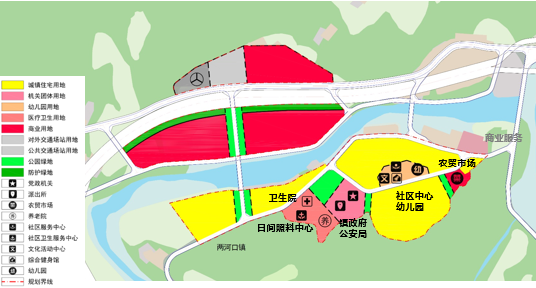 城镇住宅用地
机关团体用地
幼儿园用地
医疗卫生用地
商业用地
对外交通场站用地
公共交通场站用地
公园绿地
防护绿地
党政机关
派出所
农贸市场
养老院
社区服务中心
社区卫生服务中心
文化活动中心
综合健身馆
幼儿园
规划界线
商业服务
农贸市场
社区中心
幼儿园
卫生院
日间照料中心
镇政府
公安局
两河口镇
养
文
幼